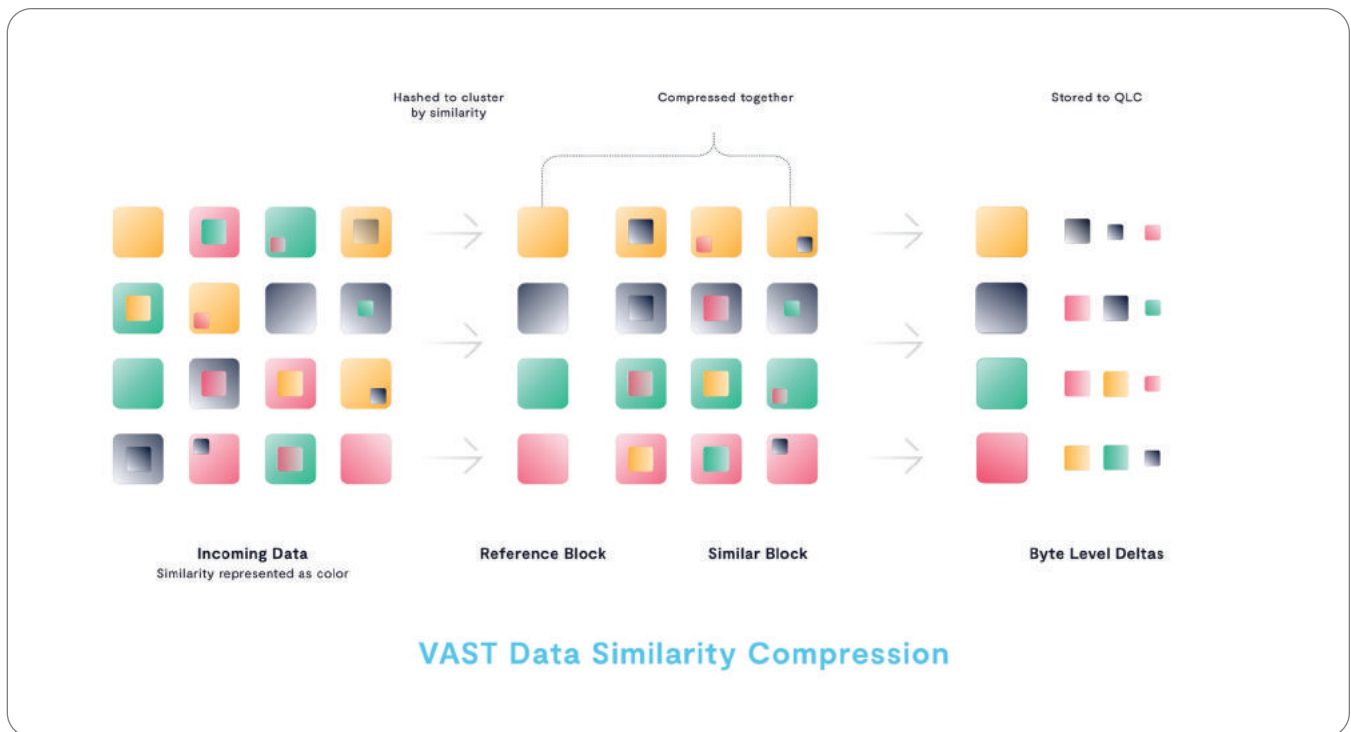 Hashed to cluster
by similarity
Compressed together
Stored to QLC
Incoming Data
Similarity represented as color
Reference Block
Similar Block
Byte Level Deltas
VAST Data Similarity Compression